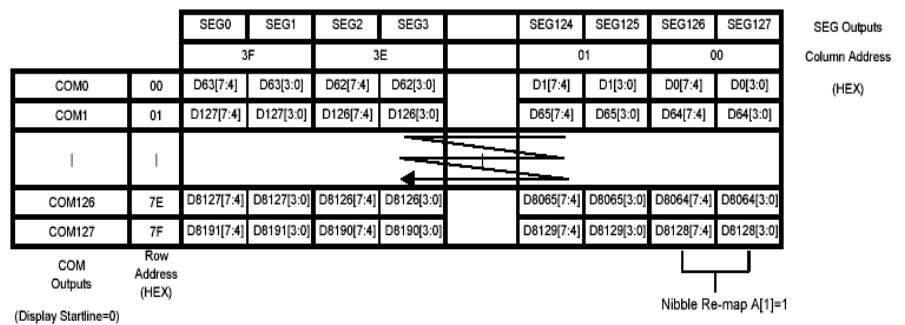 SEG0 SEG1 SEG2 SEG3 SEG124 SEG125 SEG126 SEG127 SEG Outputs
3F 3E 01 00 Column Address
COM0 00 D63[7:4] D63[3:0] D62[7:4] D62[3:0] D1[7:4] D1[3:0] D0[7:4] D0[3:0] (HEX)
COM1 01 D127[7:4] D127[3:0] D126[7:4] D126[3:0] D65[7:4] D65[3:0] D64[7:4] D64[3:0]
| |
COM126 7E D8127[7:4] D8127[3:0] D8126[7:4] D8126[3:0] D8065[7:4] D8065[3:0] D8064[7:4] D8064[3:0]
COM127 7F D8191[7:4] D8191[3:0] D8190[7:4] D8190[3:0] D8129[7:4] D8129[3:0] D8128[7:4] D8128[3:0]
COM
Outputs
Row
Address
(HEX)
(Display Startline=0)
Nibble Re-map A[1]=1